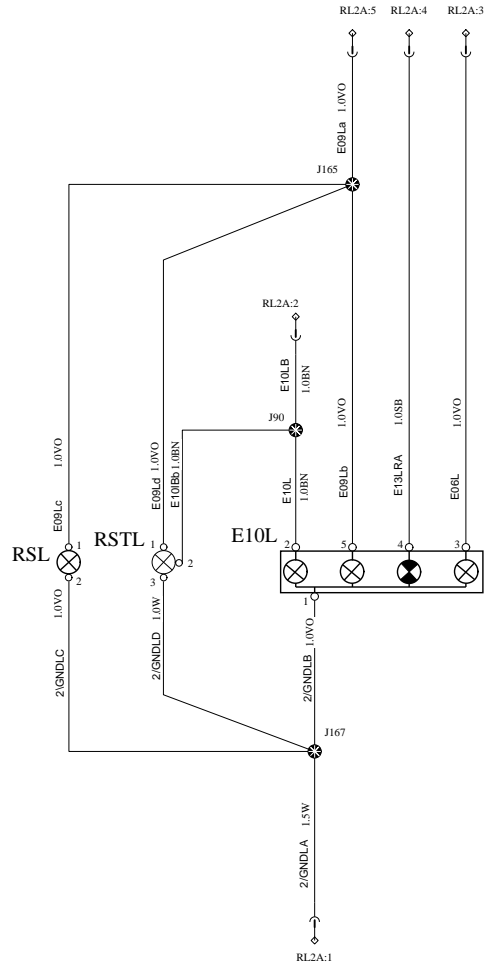 RL2A:5 RL2A:4 RL2A:3
E09La 1.0VO
J165
RL2A:2
E10LB 1.0BN
J90
E09Lc 1.0VO
E09Ld 1.0VO
E10lBb 1.0BN
E10L 1.0BN
E09Lb 1.0VO
E13LRA 1.0SB
E06L 1.0VO
RSL 1 2
RSTL 1 2 3
E10L 2 5 4 3 1
2\GNDLC 1.0VO
2/GNDLD 1.0W
2/GNDLB 1.0VO
J167
2/GNDLA 1.5W
RL2A:1